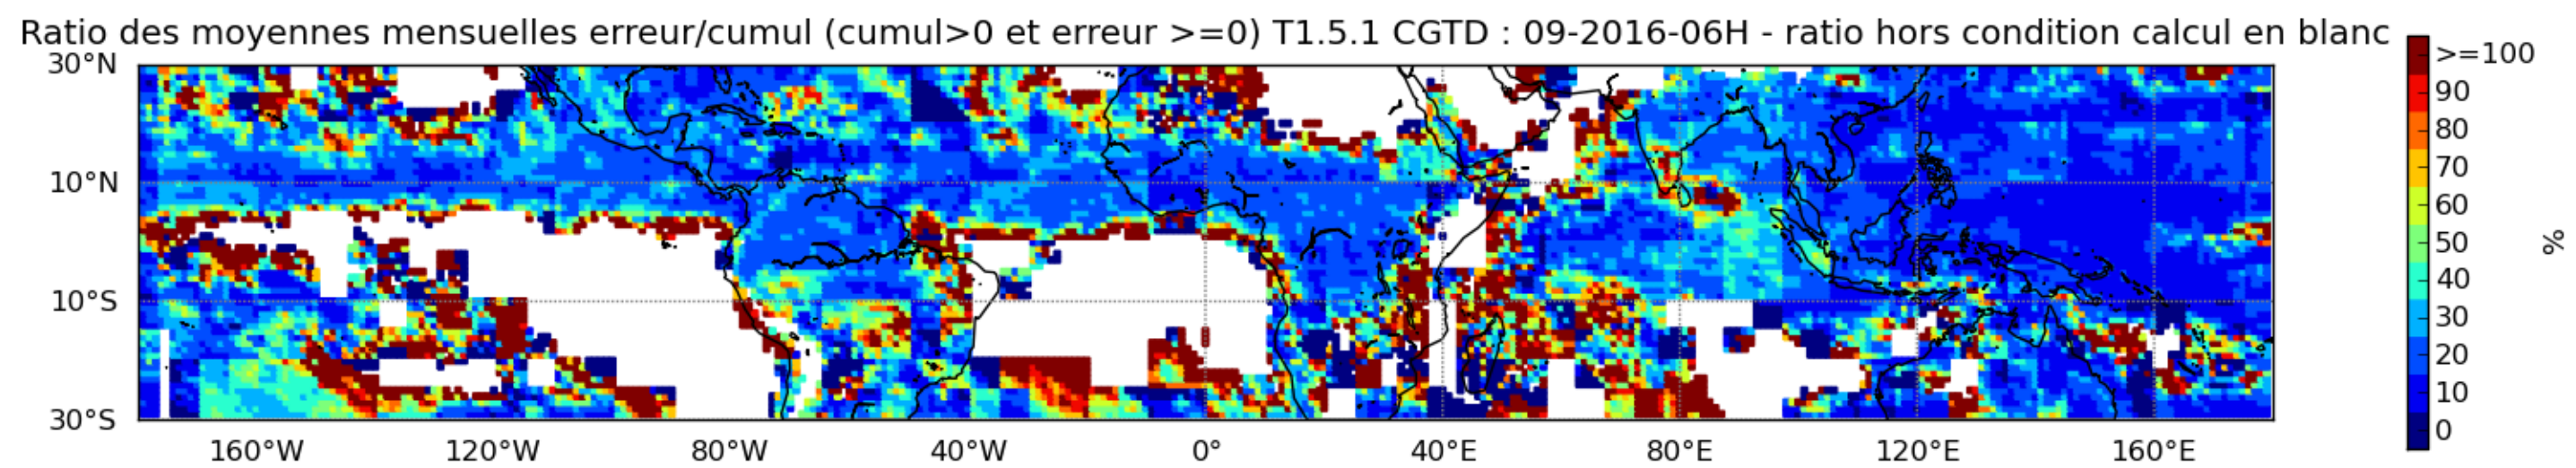 Ratio des moyennes mensuelles erreur/cumul (cumul>0 et erreur >=0) T1.5.1 CGTD : 09-2016-06H - ratio hors condition calcul en blanc
30°N
10°N
10°S
30°S
160°W 120°W 80°W 40°W 0° 40°E 80°E 120°E 160°E
>=100
90
80
70
60
50
40
30
20
10
0
%